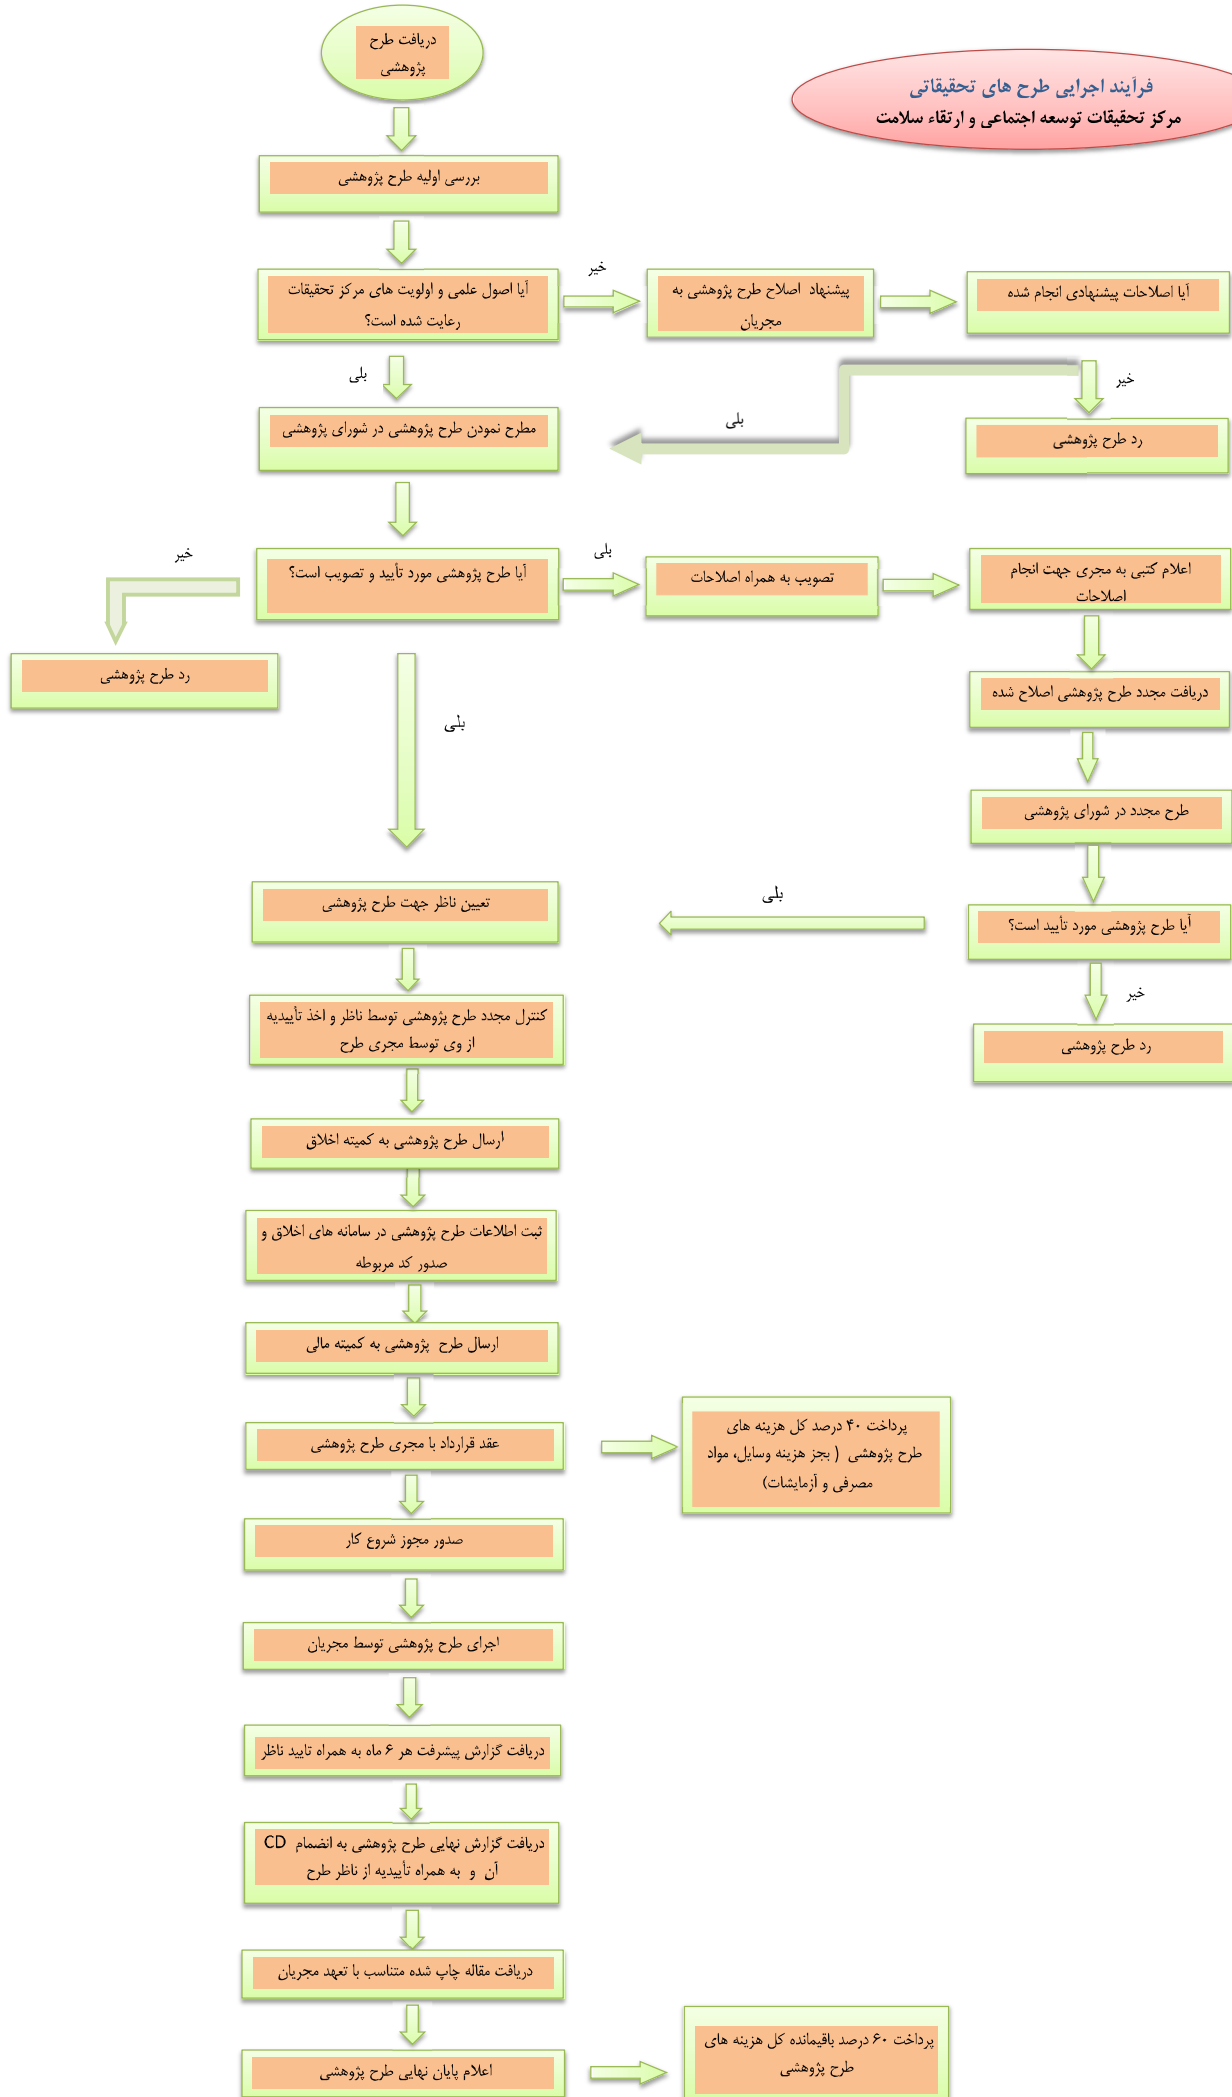 دریافت طرح
پژوهشی
فرآیند اجرایی طرح های تحقیقاتی
مرکز تحقیقات توسعه اجتماعی و ارتقاء سلامت
بررسی اولیه طرح پژوهشی
آیا اصول علمی و اولویت های مرکز تحقیقات
رعایت شده است؟
خیر
پیشنهاد اصلاح طرح پژوهشی به
مجریان
آیا اصلاحات پیشنهادی انجام شده
بلی
خیر
بلی
مطرح نمودن طرح پژوهشی در شورای پژوهشی
رد طرح پژوهشی
خیر
آیا طرح پژوهشی مورد تأیید و تصویب است؟
بلی
تصویب به همراه اصلاحات
اعلام کتبی به مجری جهت انجام
اصلاحات
رد طرح پژوهشی
بلی
دریافت مجدد طرح پژوهشی اصلاح شده
طرح مجدد در شورای پژوهشی
تعیین ناظر جهت طرح پژوهشی
بلی
آیا طرح پژوهشی مورد تأیید است؟
خیر
رد طرح پژوهشی
کنترل مجدد طرح پژوهشی توسط ناظر و اخذ تأییدیه
از وی توسط مجری طرح
ارسال طرح پژوهشی به کمیته اخلاق
ثبت اطلاعات طرح پژوهشی در سامانه های اخلاق و
صدور کد مربوطه
ارسال طرح پژوهشی به کمیته مالی
عقد قرارداد با مجری طرح پژوهشی
پرداخت ۴۰ درصد کل هزینه های
طرح پژوهشی ( بجز هزینه وسایل، مواد
مصرفی و آزمایشات)
صدور مجوز شروع کار
اجرای طرح پژوهشی توسط مجریان
دریافت گزارش پیشرفت هر ۶ ماه به همراه تایید ناظر
دریافت گزارش نهایی طرح پژوهشی به انضمام CD
آن و به همراه تأییدیه از ناظر طرح
دریافت مقاله چاپ شده متناسب با تعهد مجریان
اعلام پایان نهایی طرح پژوهشی
پرداخت ۶۰ درصد باقیمانده کل هزینه های
طرح پژوهشی